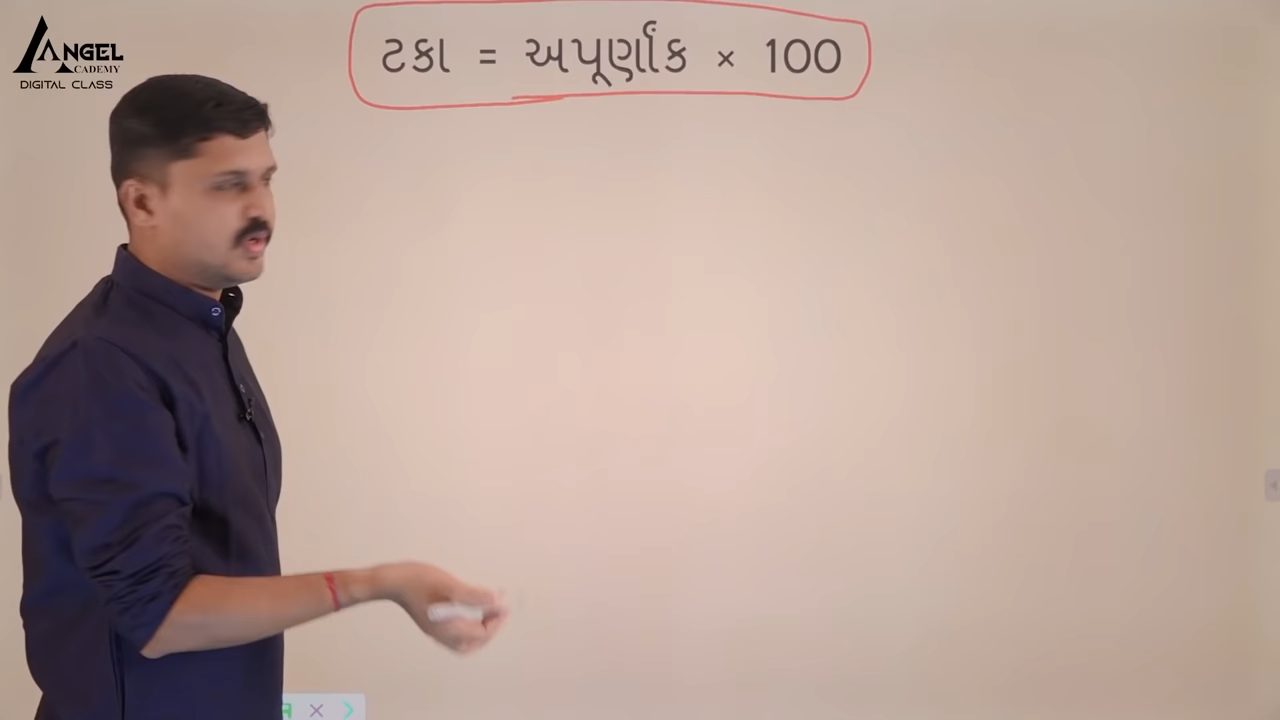 ANGEL
ACADEMY
DIGITAL CLASS
ટકા = અપૂર્ણાંક × 100